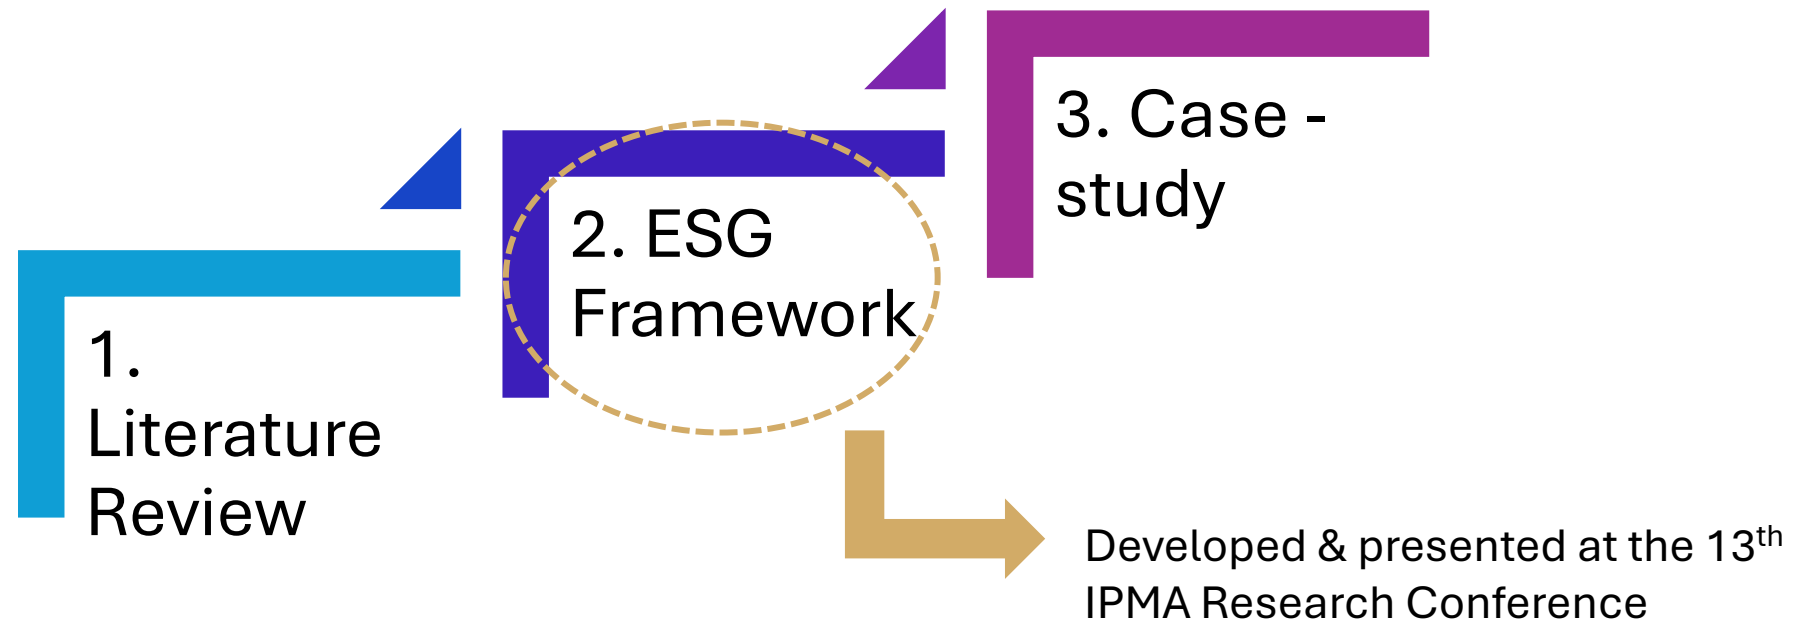 1.
Literature
Review
2. ESG
Framework
3. Case -
study
Developed & presented at the 13th
IPMA Research Conference